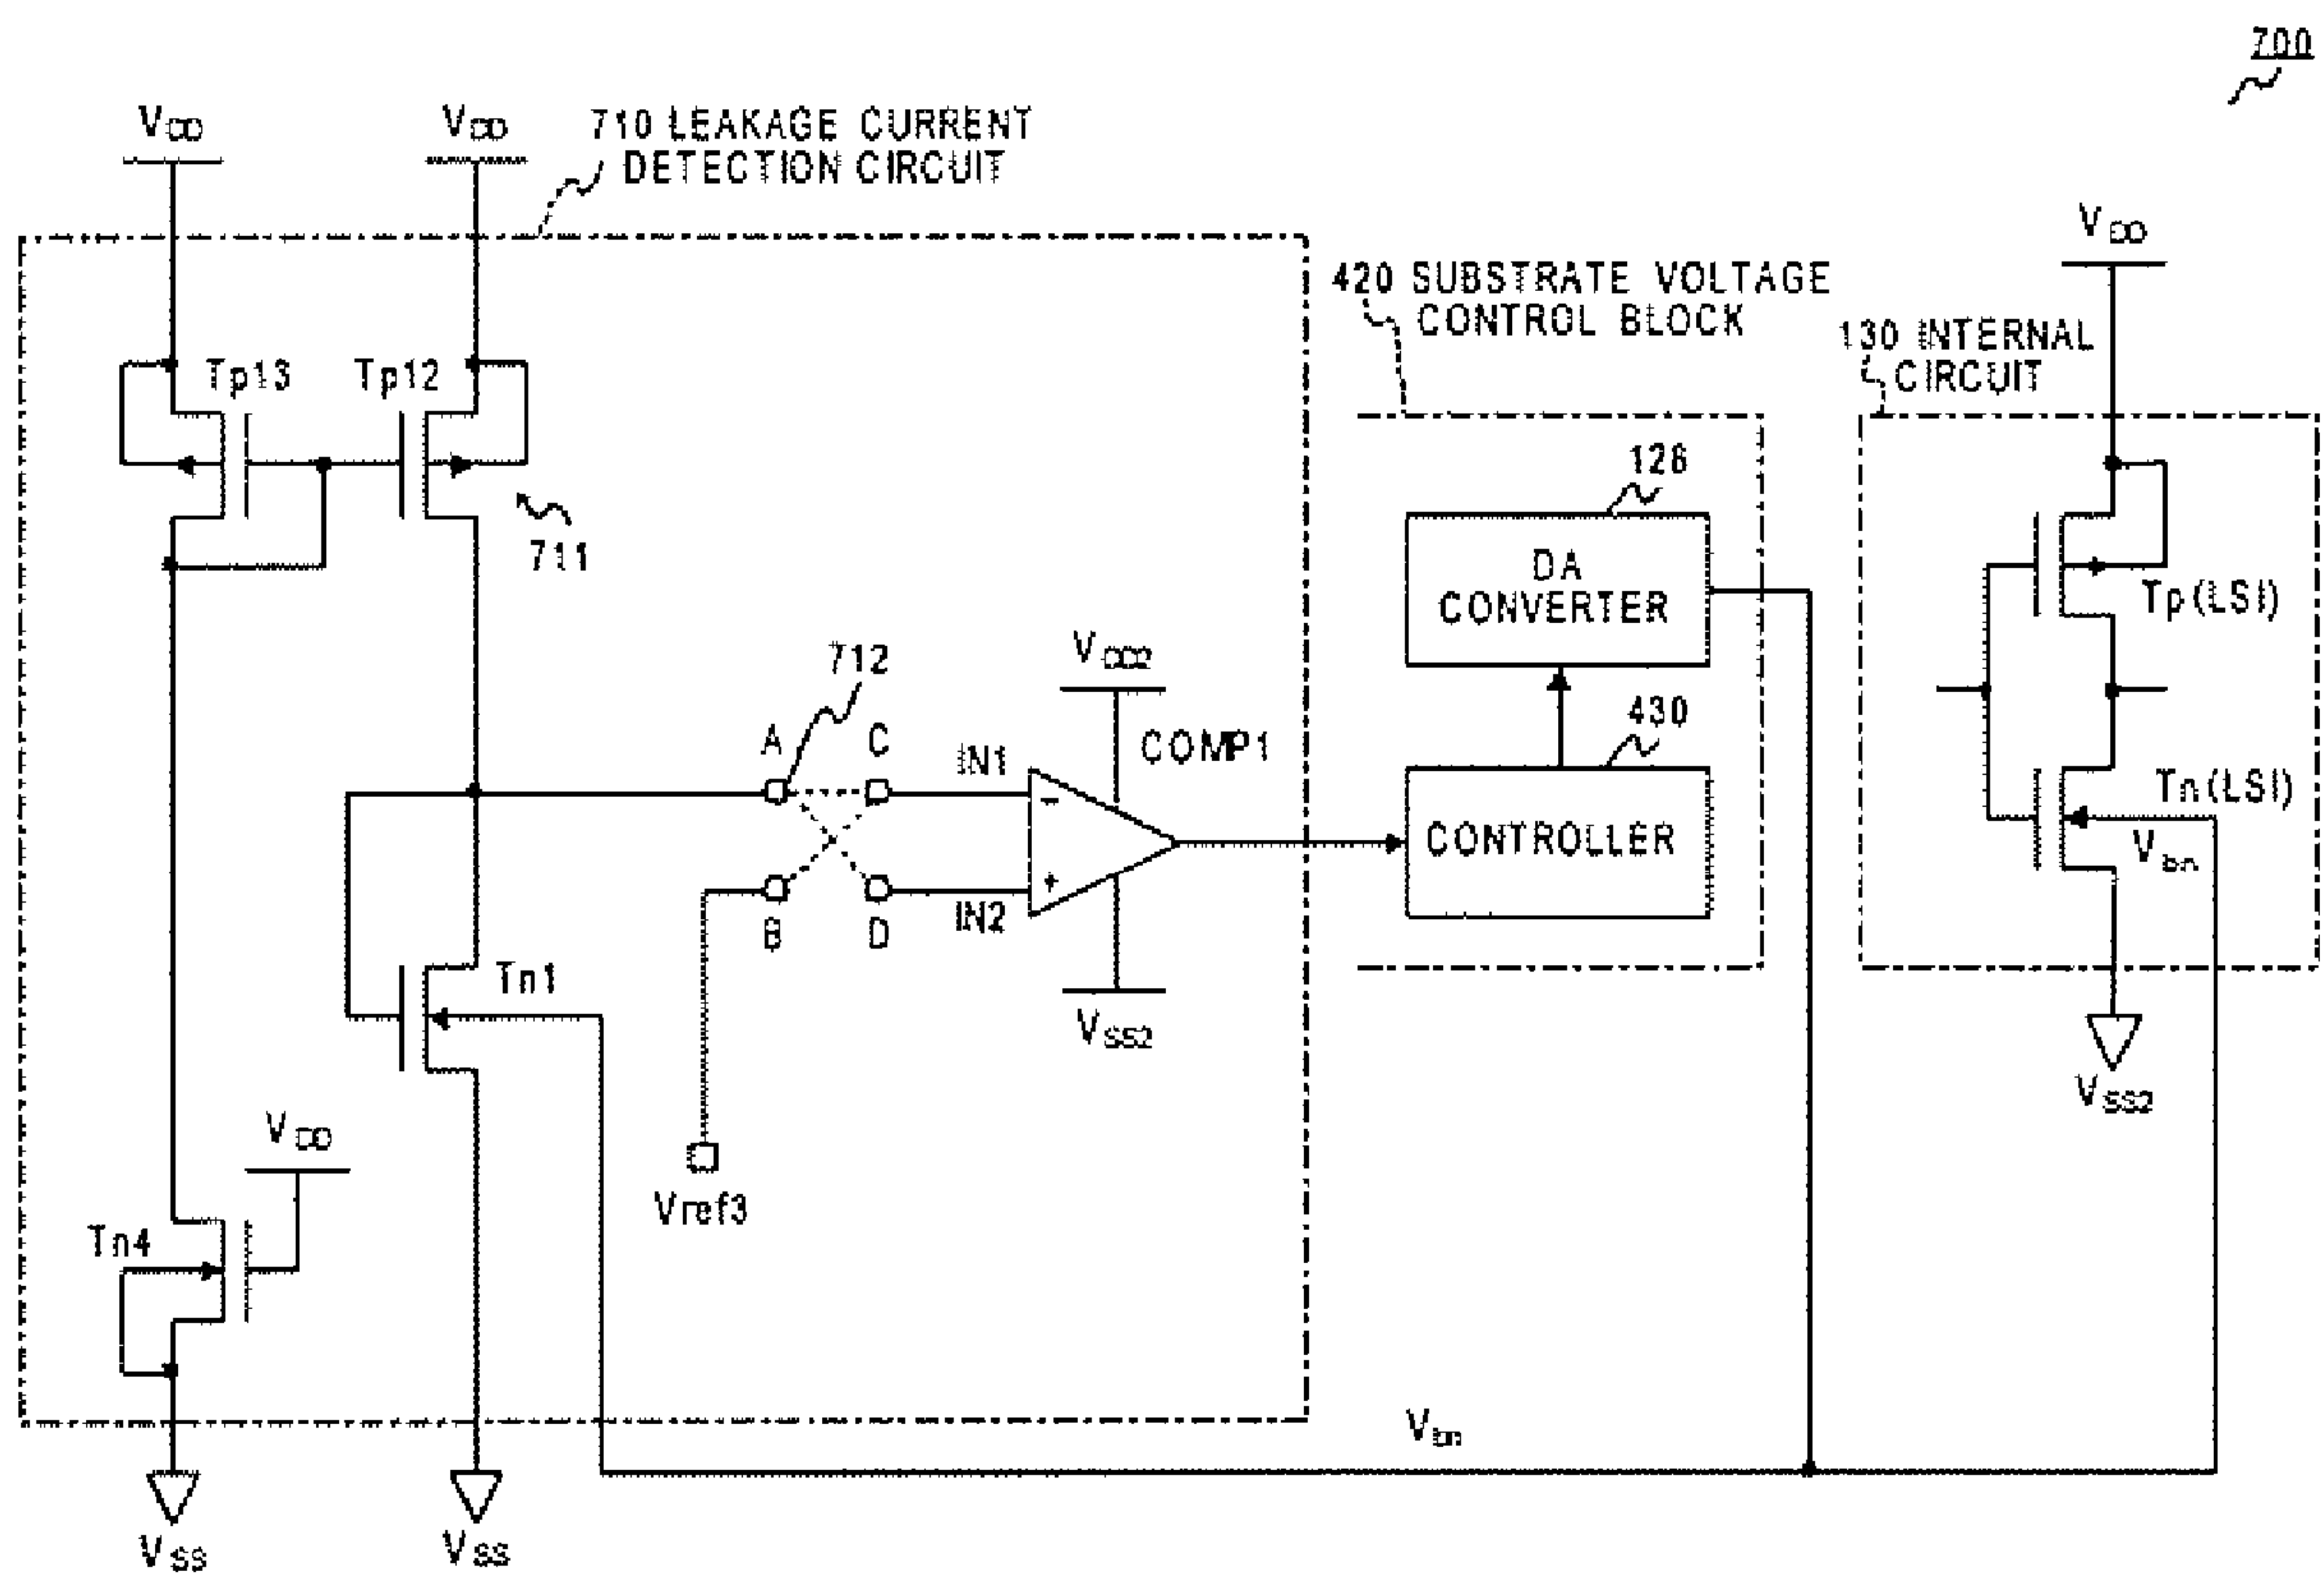 700
VDD
VDD
710 LEAKAGE CURRENT
DETECTION CIRCUIT
VDD
420 SUBSTRATE VOLTAGE
CONTROL BLOCK
130 INTERNAL
CIRCUIT
Tp13
Tp12
711
126
DA
CONVERTER
Tp(LSI)
712
VDD2
430
A
C
IN1
COMP1
-
Tn(LSI)
CONTROLLER
Vbn
+
B
D
IN2
Tn1
VSS2
VSS2
VDD
Vref3
Tn4
Vbn
VSS
VSS